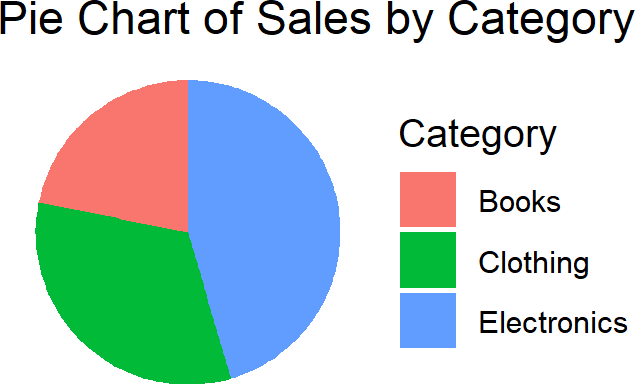 Pie Chart of Sales by Category
Category
Books
Clothing
Electronics